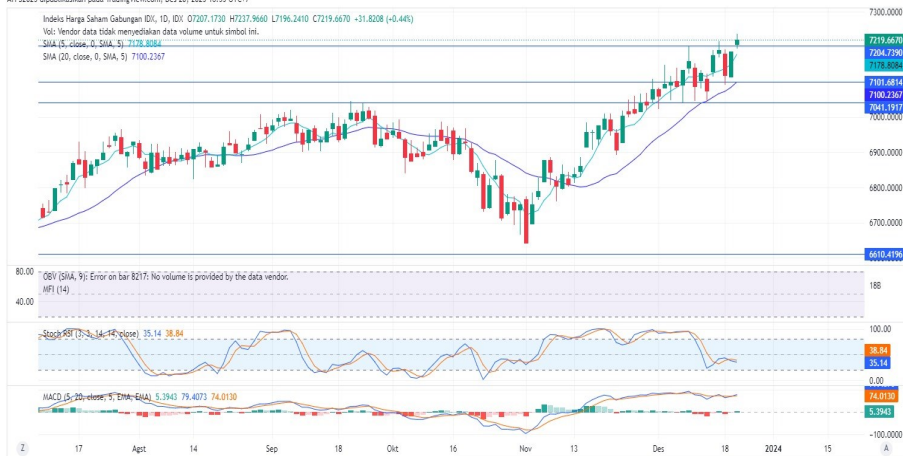 Indeks Harga Saham Gabungan IDX, 1D, IDX O7207.1730 H7237.9660 L7196.2410 C7219.6670 +31.8208 (+0.44%)
Vol: Vendor data tidak menyediakan data volume untuk simbol ini.
SMA (5, close, 0, SMA, 5) 7178.8084
SMA (20, close, 0, SMA, 5) 7100.2367
7300.0000
7219.6670
7204.7390
7178.8084
7101.6814
7100.2367
7041.1917
7000.0000
6900.0000
6800.0000
6700.0000
6610.4196
80.00
OBV (SMA, 9): Error on bar 8217: No volume is provided by the data vendor.
MFI (14)
18B
40.00
Stoch RSI (3, 3, 14, 14, close) 35.14 38.84
100.00
38.84
35.14
0.00
MACD (5, 20, close, 5, EMA, EMA) 5.3943 79.4073 74.0130
74.0130
5.3943
-100.0000
Z
17
Agst
14
Sep
18
Okt
16
Nov
13
Des
18
2024
15
A